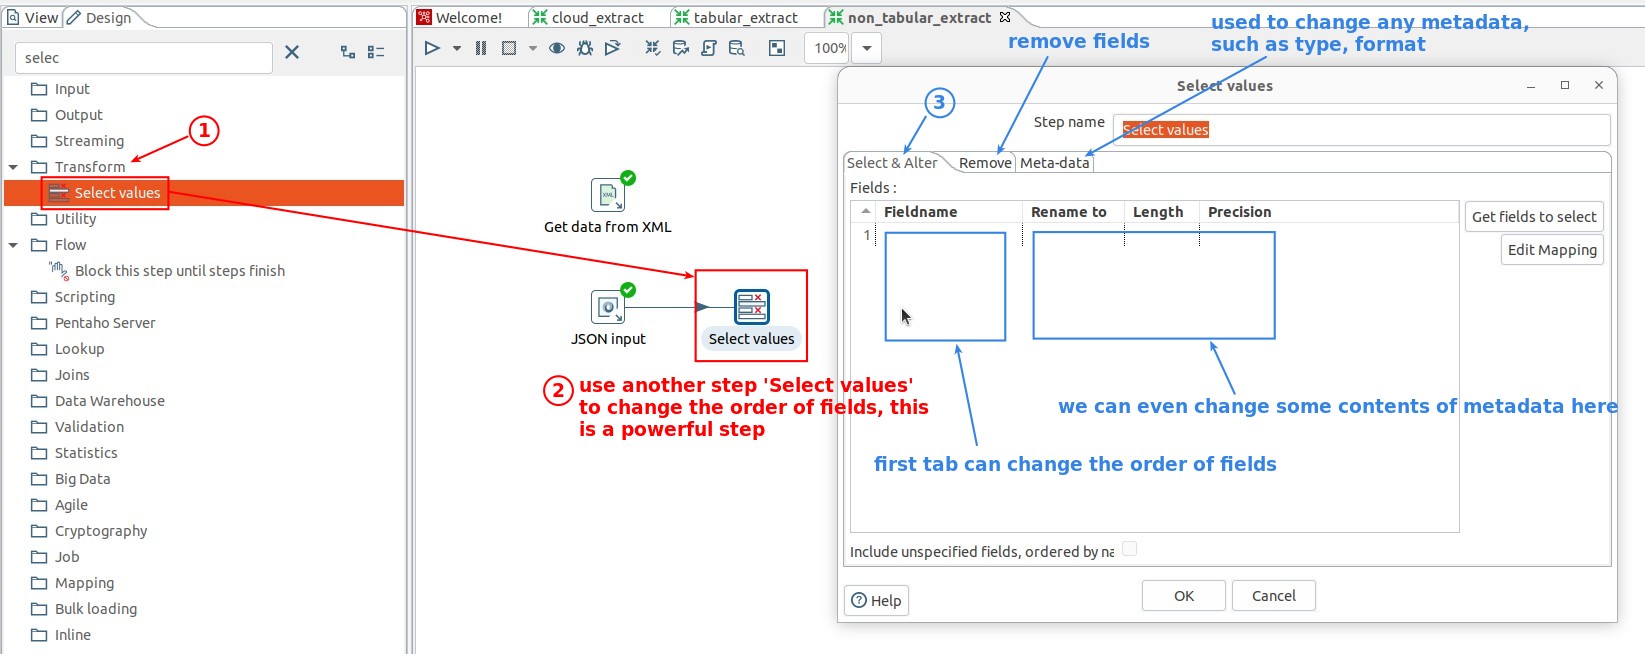 View
Design
Welcome!
cloud_extract
tabular_extract
non_tabular_extract
selec
100%
remove fields
used to change any metadata,
such as type, format
Input
Output
Streaming
Transform
Select values
Utility
Flow
Block this step until steps finish
Scripting
Pentaho Server
Lookup
Joins
Data Warehouse
Validation
Statistics
Big Data
Agile
Cryptography
Job
Mapping
Bulk loading
Inline
1
XML
Get data from XML
JSON input
Select values
2
use another step 'Select values'
to change the order of fields, this
is a powerful step
Select values
3
Step name
Select values
Select & Alter
Remove
Meta-data
Fields :
Fieldname
Rename to
Length
Precision
1
Get fields to select
Edit Mapping
we can even change some contents of metadata here
first tab can change the order of fields
Include unspecified fields, ordered by na
Help
OK
Cancel